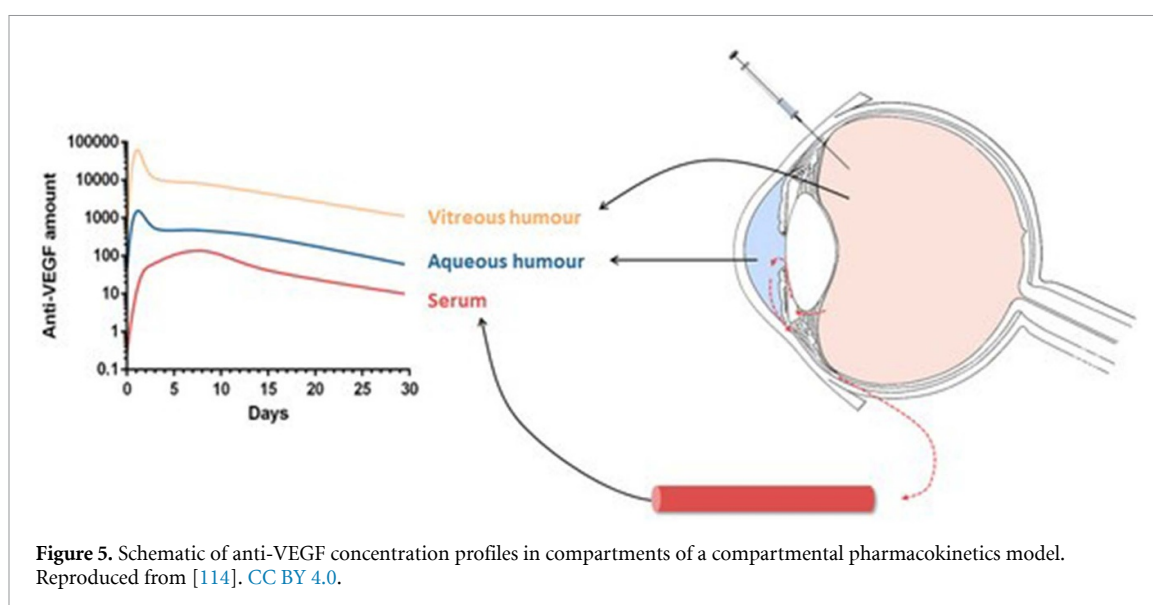 100000
10000
1000
100
10
1
0.1
Anti-VEGF amount
0 5 10 15 20 25 30
Days
Vitreous humour
Aqueous humour
Serum
Figure 5. Schematic of anti-VEGF concentration profiles in compartments of a compartmental pharmacokinetics model.
Reproduced from [114]. CC BY 4.0.